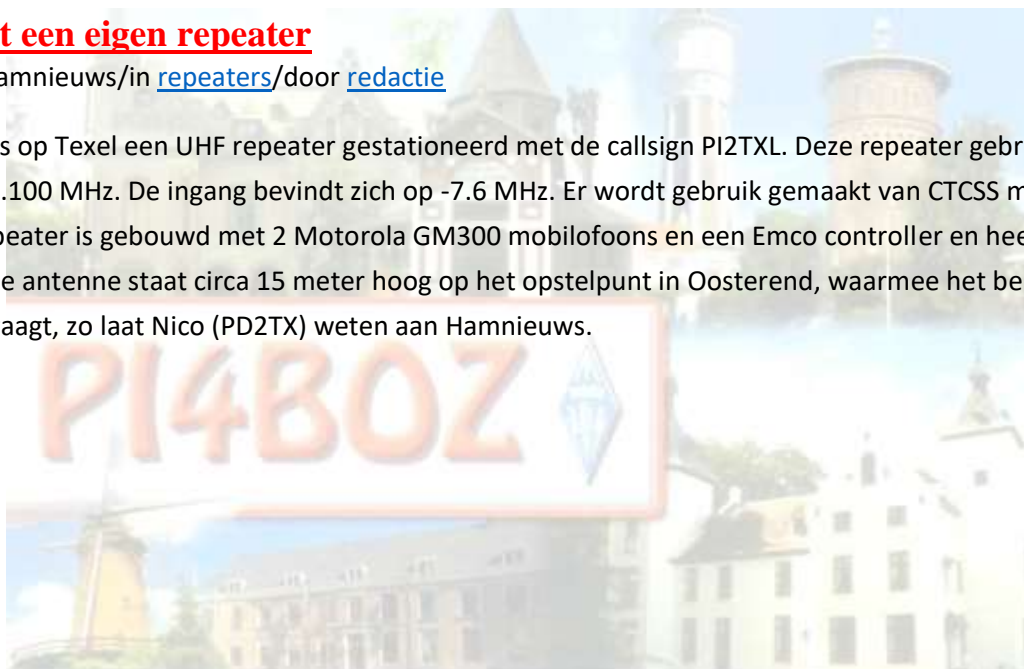 t een eigen repeater
amnieuws/in repeaters/door redactie
s op Texel een UHF repeater gestationeerd met de callsign PI2TXL. Deze repeater gebr
.100 MHz. De ingang bevindt zich op -7.6 MHz. Er wordt gebruik gemaakt van CTCSS m
peater is gebouwd met 2 Motorola GM300 mobilofoons en een Emco controller en hee
e antenne staat circa 15 meter hoog op het opstelpunt in Oosterend, waarmee het be
aagt, zo laat Nico (PD2TX) weten aan Hamnieuws.
PI4BOZ